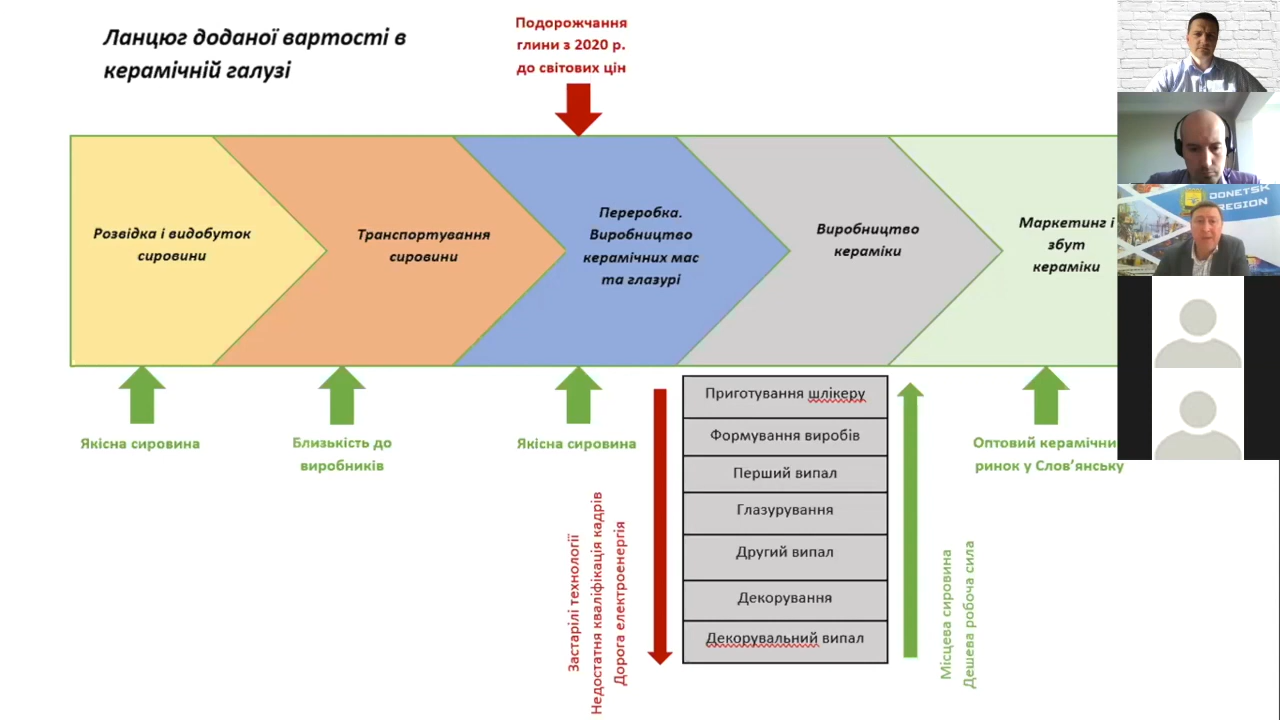 Ланцюг доданої вартості в
керамічній галузі
Подорожчання
глини з 2020 р.
до світових цін
Розвідка і видобуток
сировини
Транспортування
сировини
Переробка.
Виробництво
керамічних мас
та глазурі
Виробництво
кераміки
Маркетинг і
збут
кераміки
DONETSK
REGION
Якісна сировина
Близькість до
виробників
Якісна сировина
Приготування шлікеру
Формування виробів
Перший випал
Глазурування
Другий випал
Декорування
Декорувальний випал
Оптовий керамічни
ринок у Слов’янську
Застарілі технології
Недостатня кваліфікація кадрів
Дорога електроенергія
Місцева сировина
Дешева робоча сила